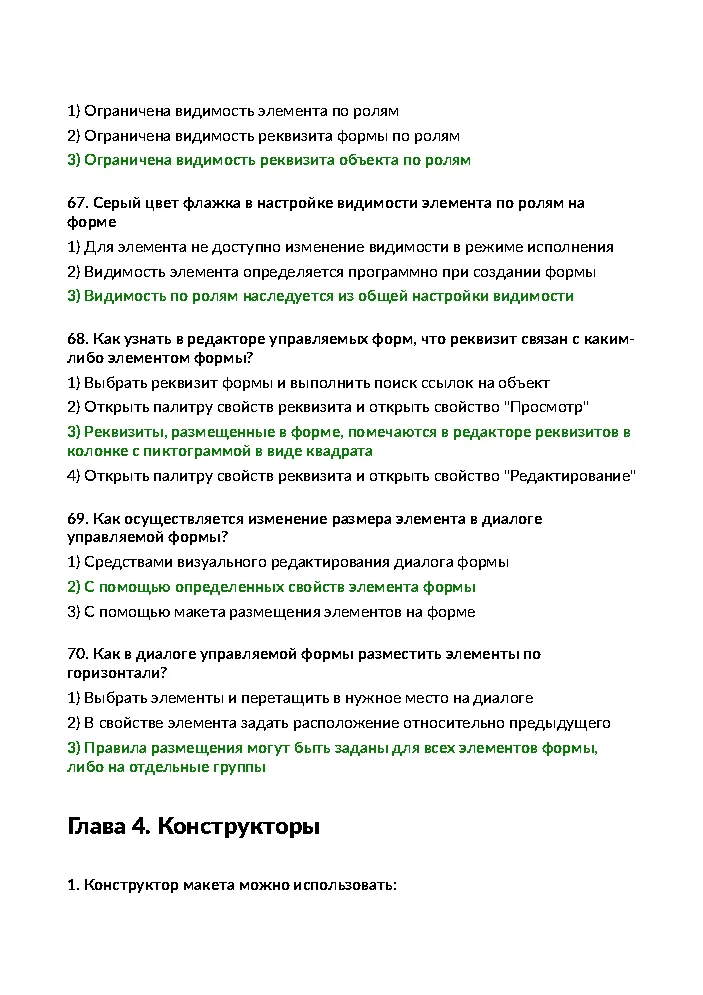 1) Ограничена видимость элемента по ролям
2) Ограничена видимость реквизита формы по ролям
3) Ограничена видимость реквизита объекта по ролям
67. Серый цвет флажка в настройке видимости элемента по ролям на
форме
1) Для элемента не доступно изменение видимости в режиме исполнения
2) Видимость элемента определяется программно при создании формы
3) Видимость по ролям наследуется из общей настройки видимости
68. Как узнать в редакторе управляемых форм, что реквизит связан с каким-
либо элементом формы?
1) Выбрать реквизит формы и выполнить поиск ссылок на объект
2) Открыть палитру свойств реквизита и открыть свойство "Просмотр"
3) Реквизиты, размещенные в форме, помечаются в редакторе реквизитов в
колонке с пиктограммой в виде квадрата
4) Открыть палитру свойств реквизита и открыть свойство "Редактирование"
69. Как осуществляется изменение размера элемента в диалоге
управляемой формы?
1) Средствами визуального редактирования диалога формы
2) С помощью определенных свойств элемента формы
3) С помощью макета размещения элементов на форме
70. Как в диалоге управляемой формы разместить элементы по
горизонтали?
1) Выбрать элементы и перетащить в нужное место на диалоге
2) В свойстве элемента задать расположение относительно предыдущего
3) Правила размещения могут быть заданы для всех элементов формы,
либо на отдельные группы
Глава 4. Конструкторы
1. Конструктор макета можно использовать: